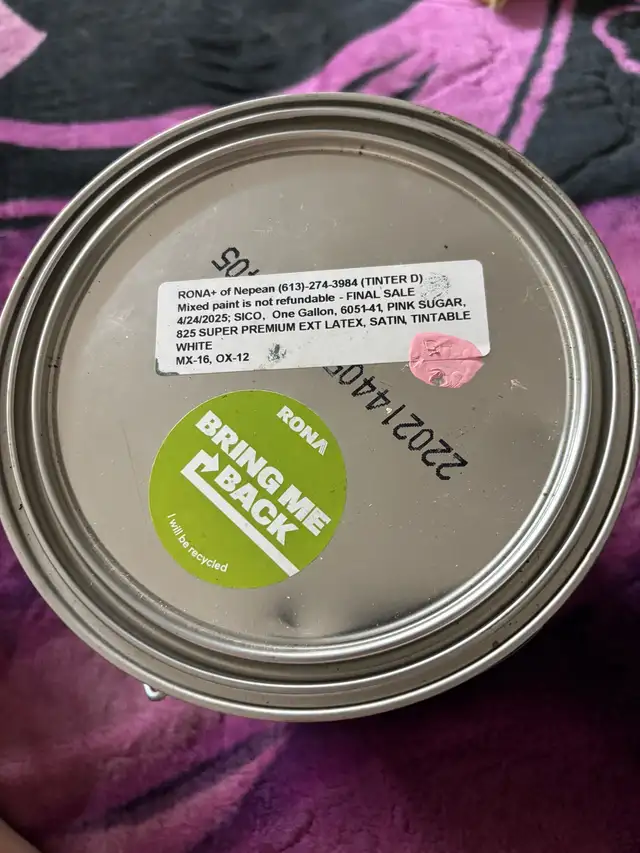 05
RONA+ of Nepean (613)-274-3984 (TINTER D)
Mixed paint is not refundable - FINAL SALE
4/24/2025; SICO, One Gallon, 6051-41, PINK SUGAR,
825 SUPER PREMIUM EXT LATEX, SATIN, TINTABLE
WHITE
MX-16, OX-12
RONA
BRING ME
BACK
I will be recycled